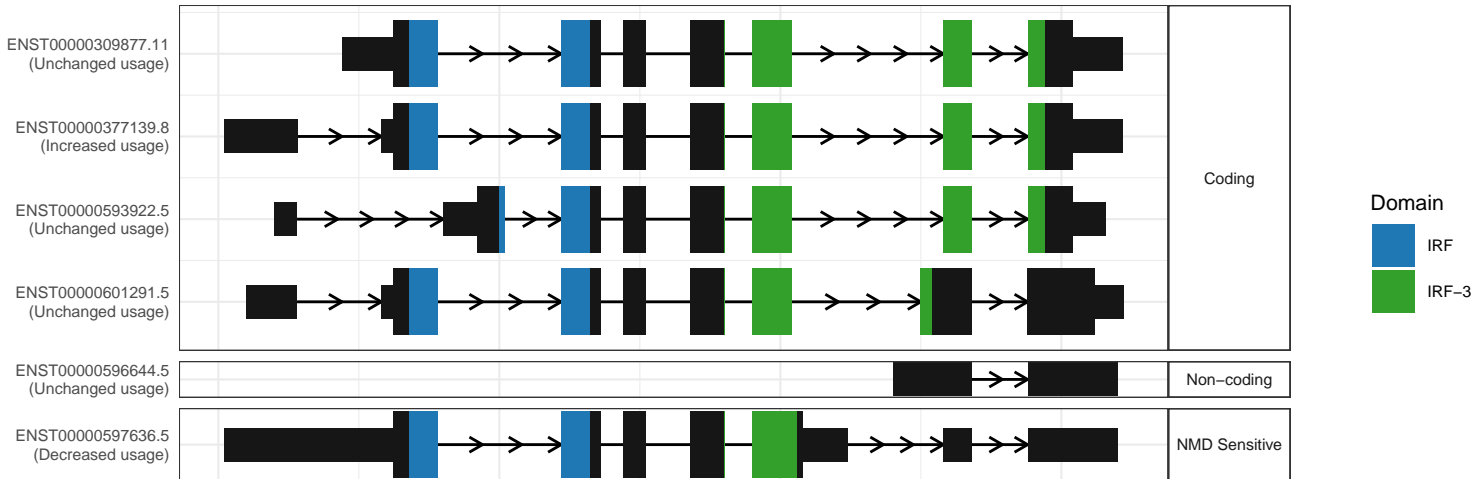 ENST00000309877.11
(Unchanged usage)
ENST00000377139.8
(Increased usage)
ENST00000593922.5
(Unchanged usage)
ENST00000601291.5
(Unchanged usage)
Coding
ENST00000596644.5
(Unchanged usage)
Non−coding
ENST00000597636.5
(Decreased usage)
NMD Sensitive
Domain
IRF
IRF−3